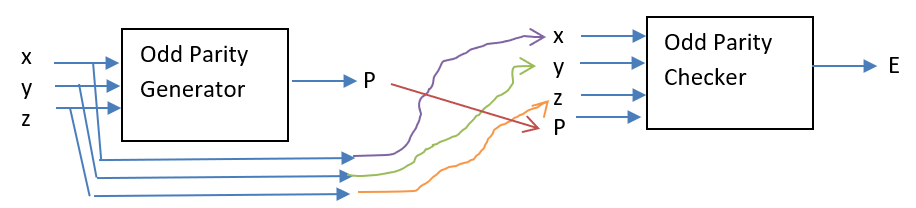 x
y
z
Odd Parity
Generator
P
x
y
z
P
Odd Parity
Checker
E